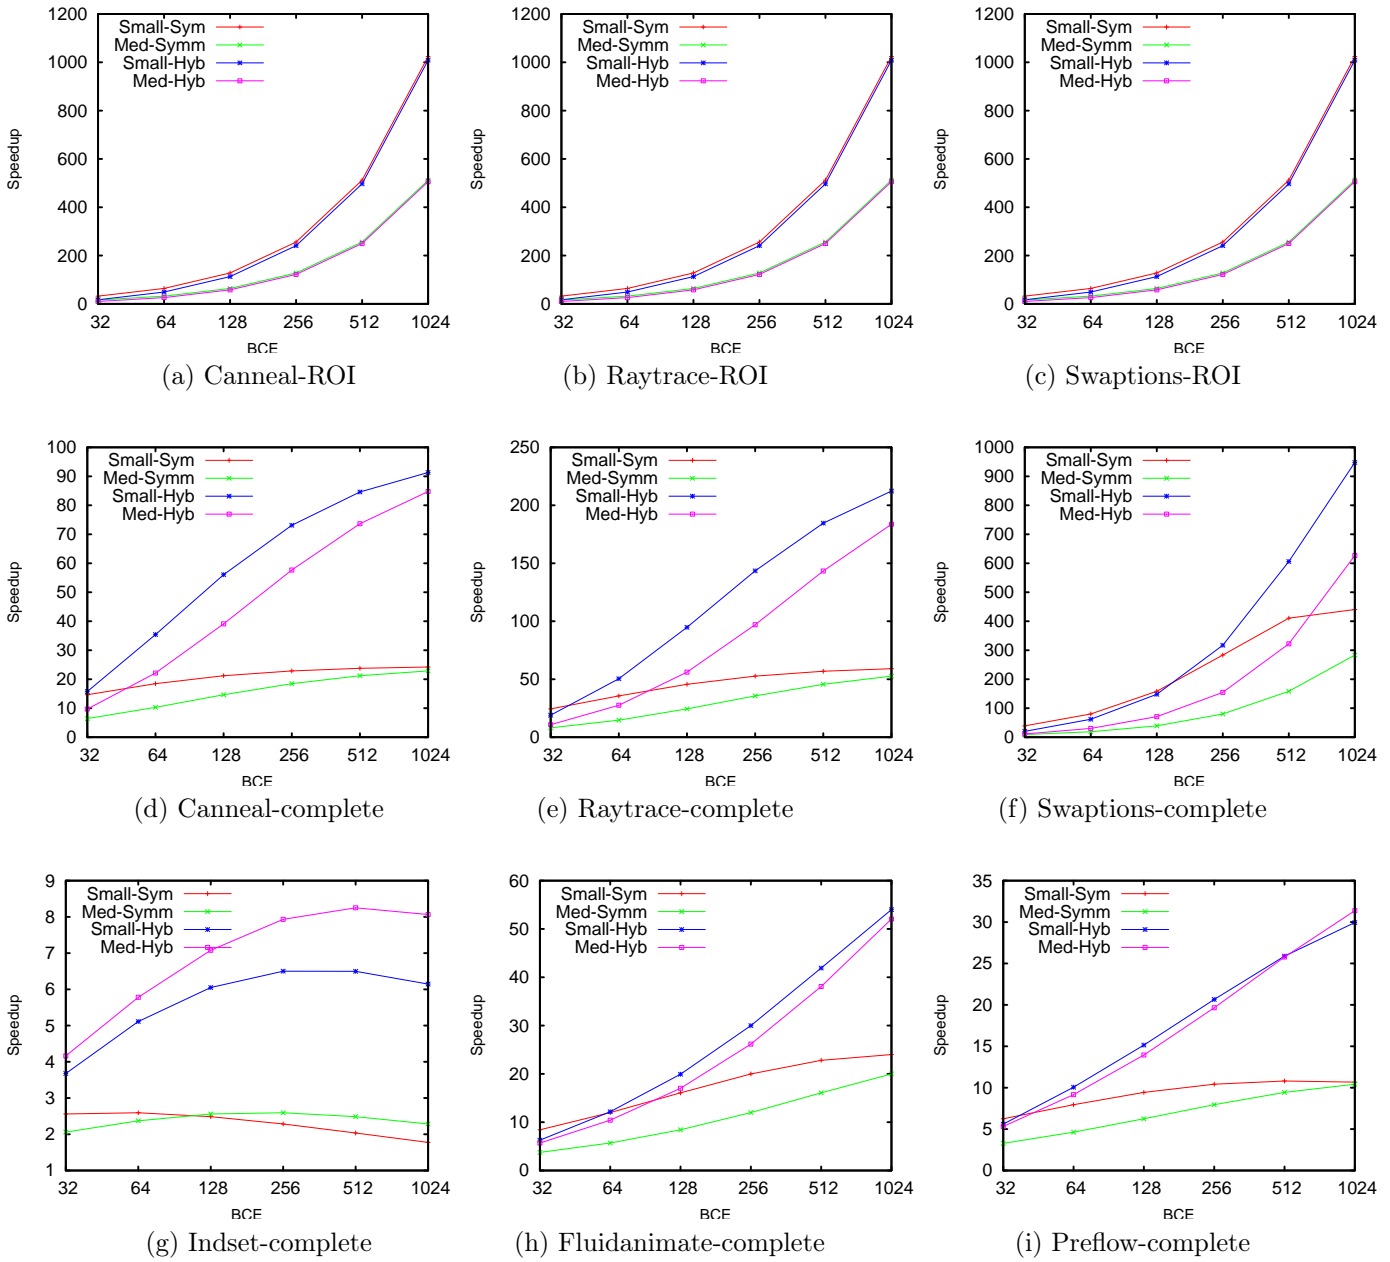 1200
1000
800
600
400
200
0
Speedup
Small-Sym
Med-Symm
Small-Hyb
Med-Hyb
32 64 128 256 512 1024
BCE
(a) Canneal-ROI
1200
1000
800
600
400
200
0
Speedup
Small-Sym
Med-Symm
Small-Hyb
Med-Hyb
32 64 128 256 512 1024
BCE
(b) Raytrace-ROI
1200
1000
800
600
400
200
0
Speedup
Small-Sym
Med-Symm
Small-Hyb
Med-Hyb
32 64 128 256 512 1024
BCE
(c) Swaptions-ROI
100
90
80
70
60
50
40
30
20
10
0
Speedup
Small-Sym
Med-Symm
Small-Hyb
Med-Hyb
32 64 128 256 512 1024
BCE
(d) Canneal-complete
250
200
150
100
50
0
Speedup
Small-Sym
Med-Symm
Small-Hyb
Med-Hyb
32 64 128 256 512 1024
BCE
(e) Raytrace-complete
1000
900
800
700
600
500
400
300
200
100
0
Speedup
Small-Sym
Med-Symm
Small-Hyb
Med-Hyb
32 64 128 256 512 1024
BCE
(f) Swaptions-complete
9
8
7
6
5
4
3
2
1
Speedup
Small-Sym
Med-Symm
Small-Hyb
Med-Hyb
32 64 128 256 512 1024
BCE
(g) Indset-complete
60
50
40
30
20
10
0
Speedup
Small-Sym
Med-Symm
Small-Hyb
Med-Hyb
32 64 128 256 512 1024
BCE
(h) Fluidanimate-complete
35
30
25
20
15
10
5
0
Speedup
Small-Sym
Med-Symm
Small-Hyb
Med-Hyb
32 64 128 256 512 1024
BCE
(i) Preflow-complete